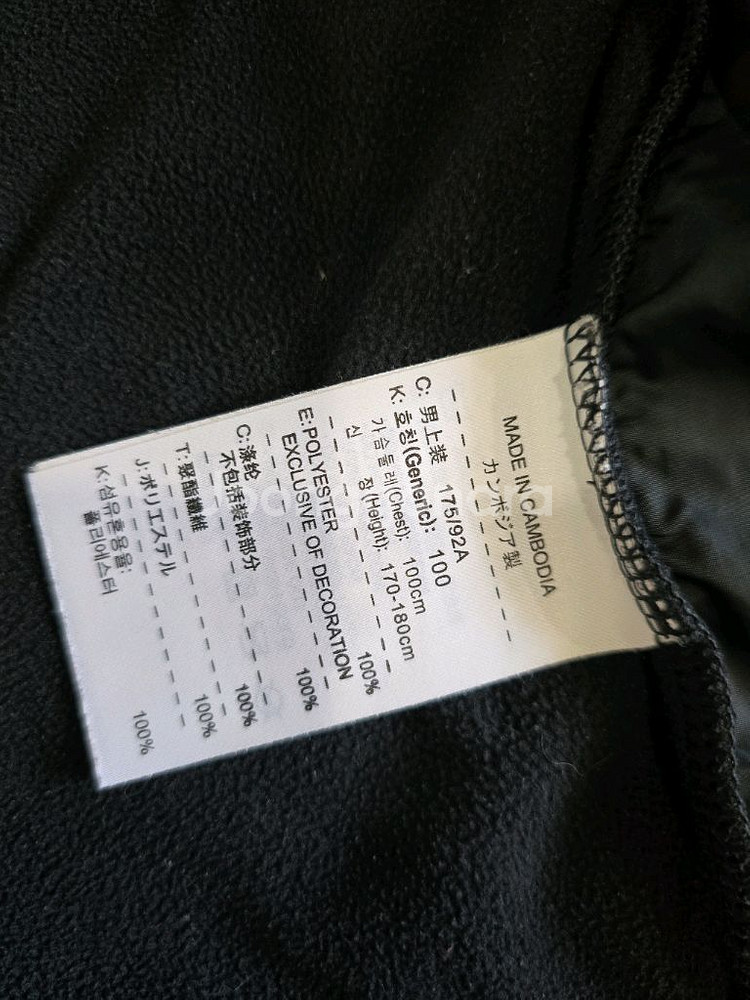 MADE IN CAMBODIA
カンボジア製
C: 男上装 175/92A
K: 호칭(Generic): 100
가슴둘레(Chest): 100cm
신 장(Height): 170-180cm
E:POLYESTER 100%
EXCLUSIVE OF DECORATION
100%
C:涤纶 100%
不包括装饰部分
T:聚酯纖維 100%
J:ポリエステル
K:섬유혼용율:
폴리에스터 100%